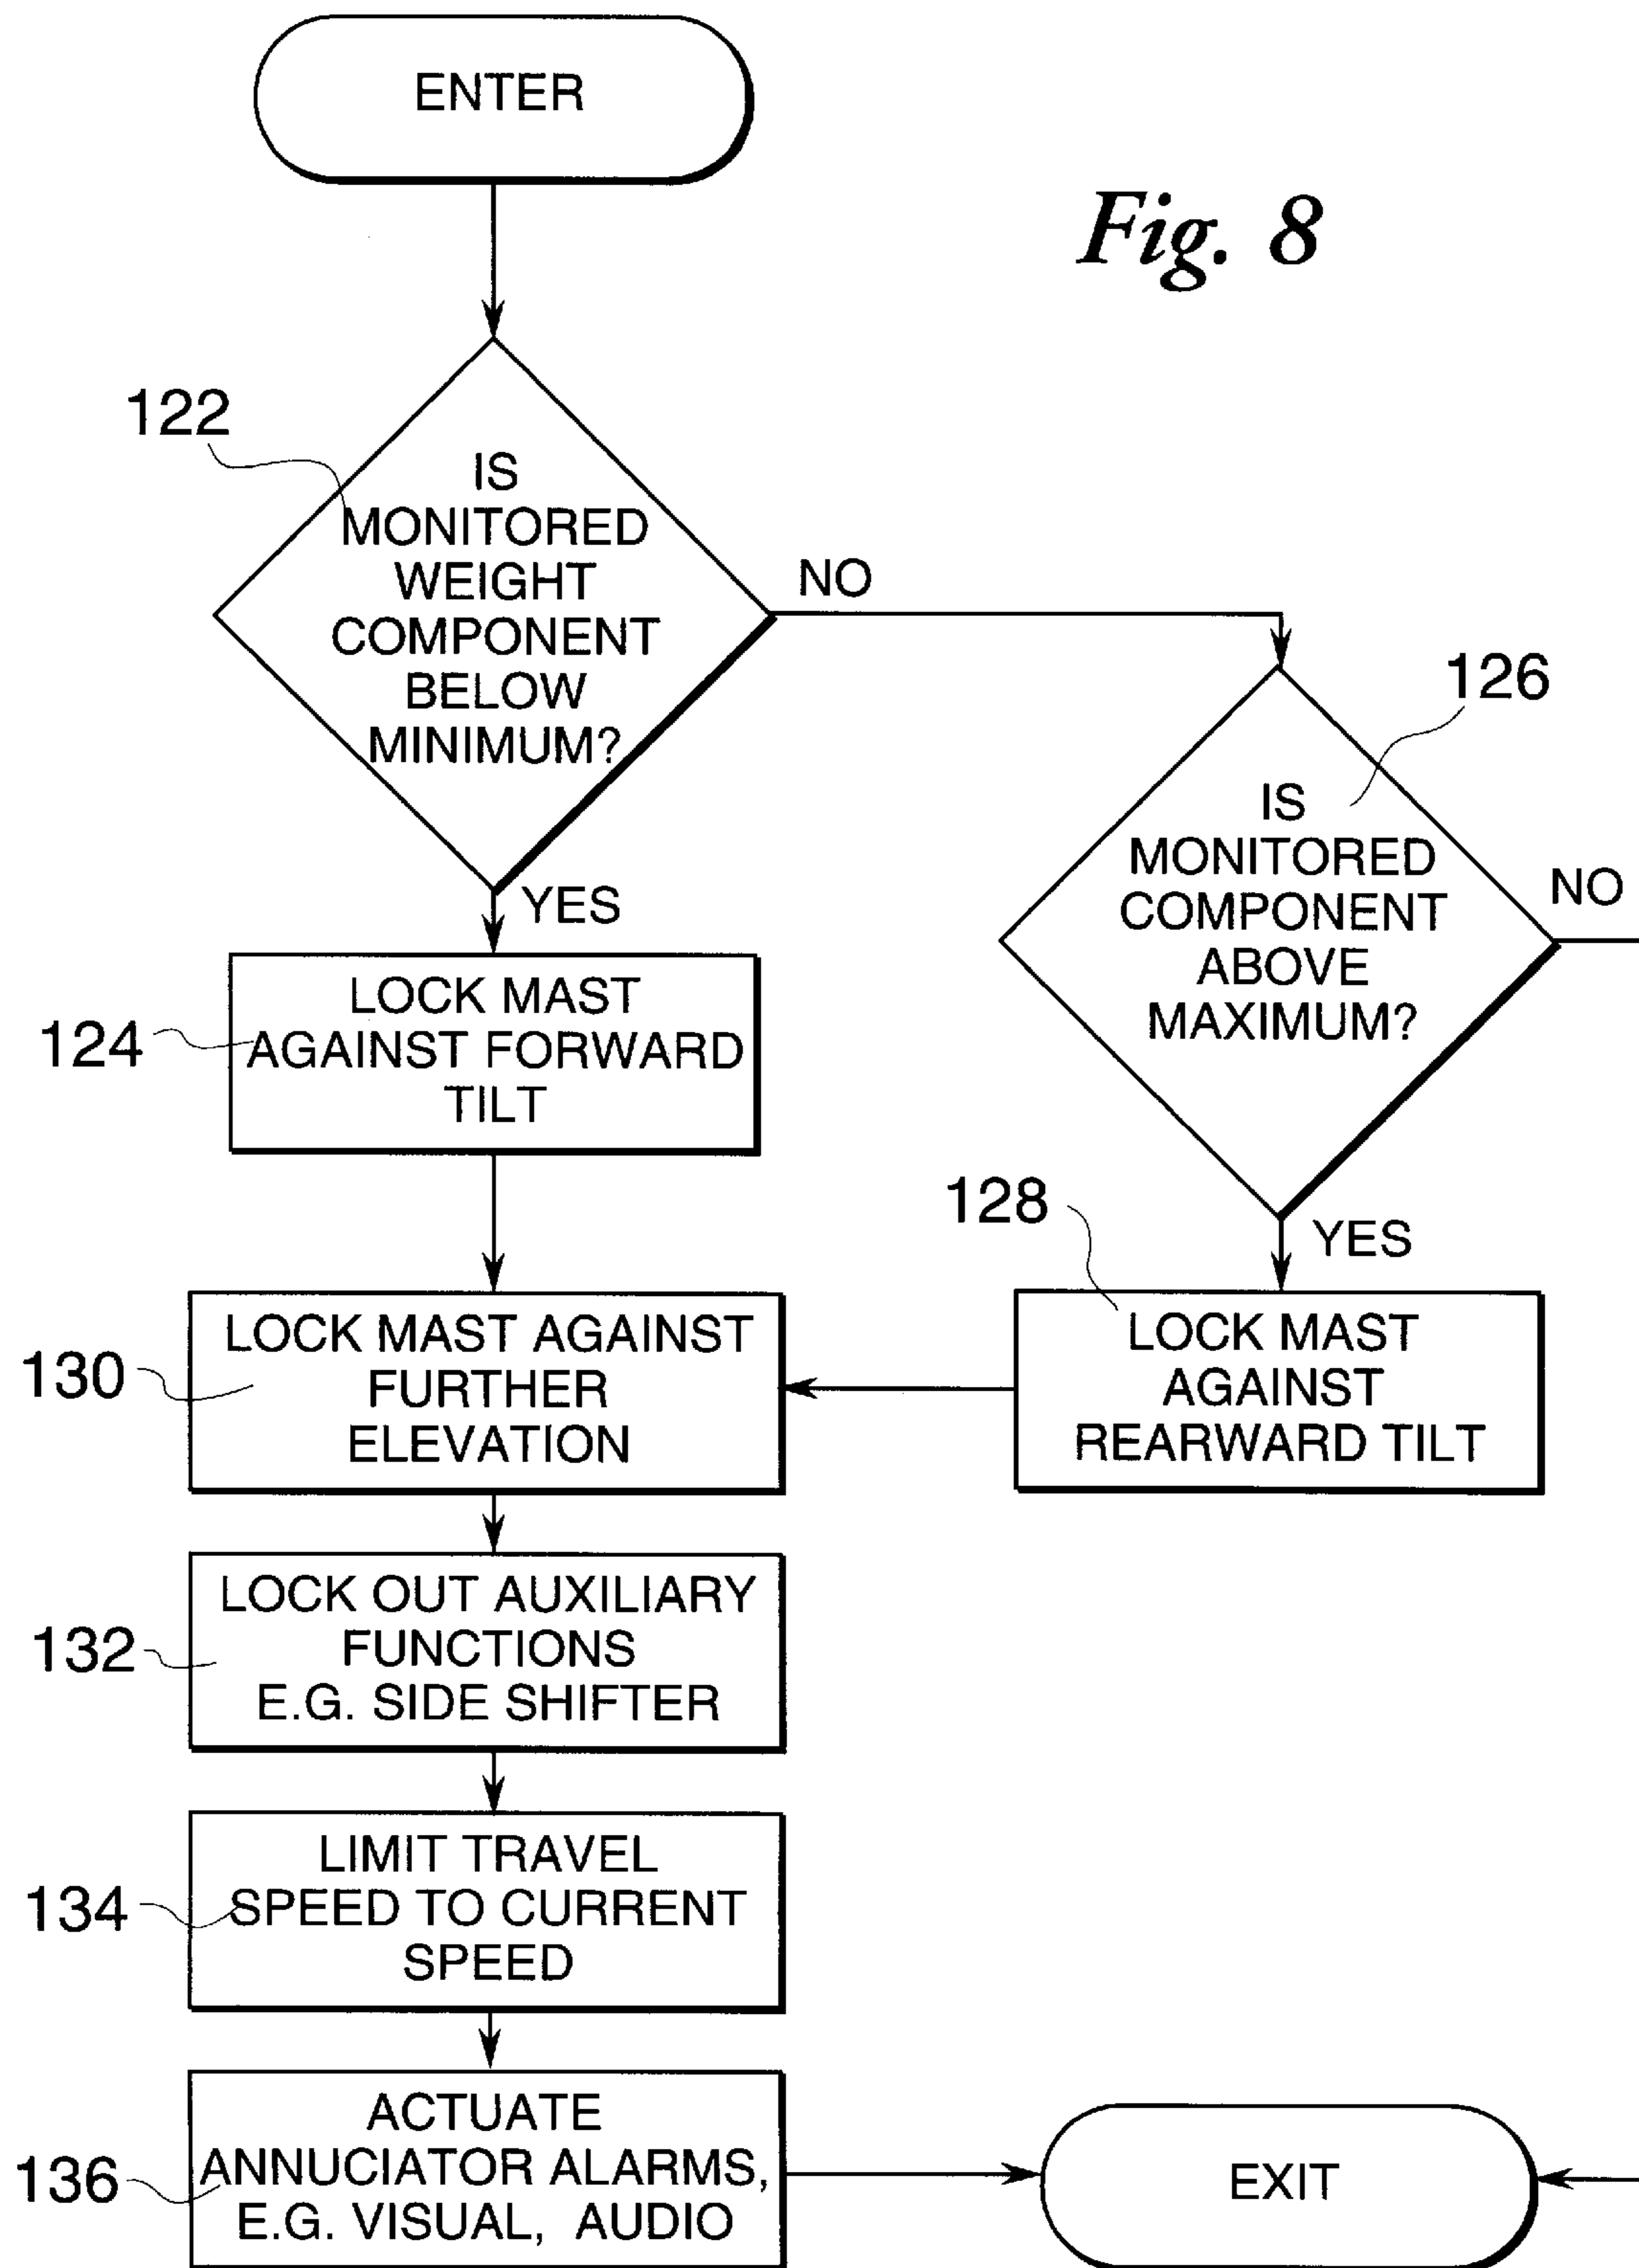 ENTER
Fig. 8
122
IS
MONITORED
WEIGHT
COMPONENT
BELOW
MINIMUM?
NO
YES
126
IS
MONITORED
COMPONENT
ABOVE
MAXIMUM?
NO
YES
124
LOCK MAST
AGAINST FORWARD
TILT
128
LOCK MAST
AGAINST
REARWARD TILT
130
LOCK MAST AGAINST
FURTHER
ELEVATION
132
LOCK OUT AUXILIARY
FUNCTIONS
E.G. SIDE SHIFTER
134
LIMIT TRAVEL
SPEED TO CURRENT
SPEED
136
ACTUATE
ANNUCIATOR ALARMS,
E.G. VISUAL, AUDIO
EXIT